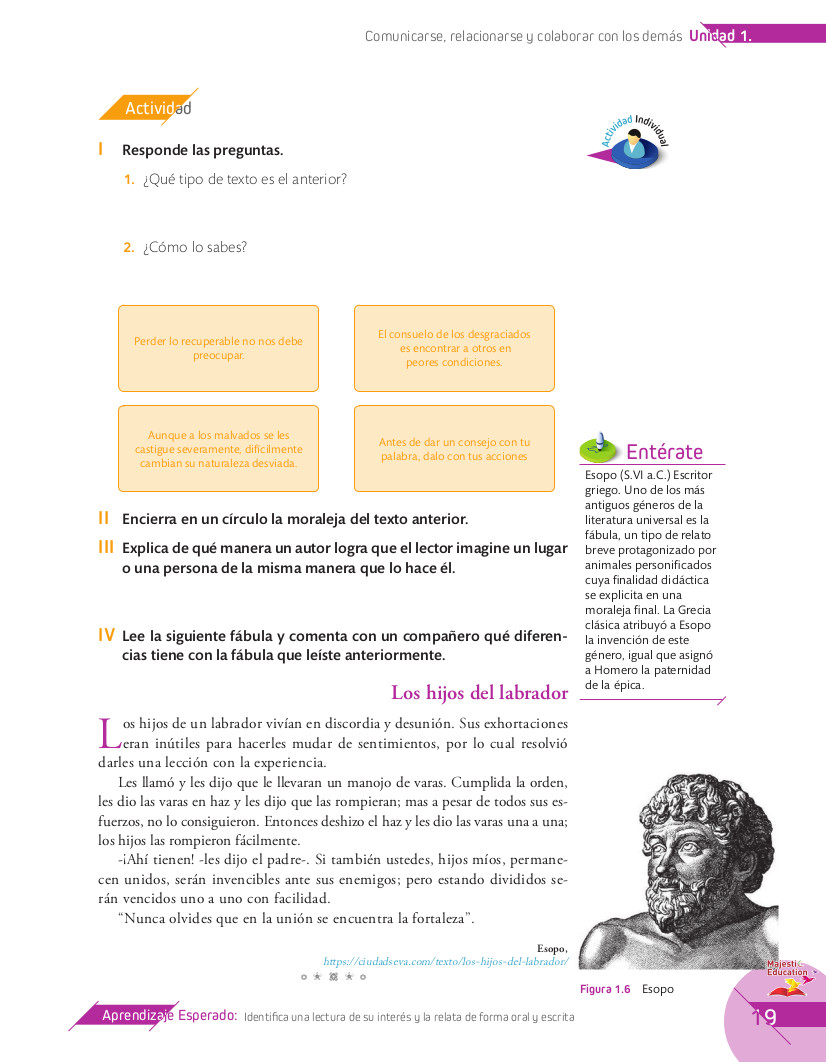 Comunicarse, relacionarse y colaborar con los demás Unidad 1.
Actividad
Actividad Individual
I Responde las preguntas.
1. ¿Qué tipo de texto es el anterior?
2. ¿Cómo lo sabes?
Perder lo recuperable no nos debe
preocupar.
El consuelo de los desgraciados
es encontrar a otros en
peores condiciones.
Aunque a los malvados se les
castigue severamente, difícilmente
cambian su naturaleza desviada.
Antes de dar un consejo con tu
palabra, dalo con tus acciones
II Encierra en un círculo la moraleja del texto anterior.
III Explica de qué manera un autor logra que el lector imagine un lugar
o una persona de la misma manera que lo hace él.
IV Lee la siguiente fábula y comenta con un compañero qué diferen-
cias tiene con la fábula que leíste anteriormente.
Los hijos del labrador
Los hijos de un labrador vivían en discordia y desunión. Sus exhortaciones
eran inútiles para hacerles mudar de sentimientos, por lo cual resolvió
darles una lección con la experiencia.
Les llamó y les dijo que le llevaran un manojo de varas. Cumplida la orden,
les dio las varas en haz y les dijo que las rompieran; mas a pesar de todos sus es-
fuerzos, no lo consiguieron. Entonces deshizo el haz y les dio las varas una a una;
los hijos las rompieron fácilmente.
-¡Ahí tienen! -les dijo el padre-. Si también ustedes, hijos míos, permane-
cen unidos, serán invencibles ante sus enemigos; pero estando divididos se-
rán vencidos uno a uno con facilidad.
“Nunca olvides que en la unión se encuentra la fortaleza”.
Esopo,
https://ciudadseva.com/texto/los-hijos-del-labrador/
Entérate
Esopo (S.VI a.C.) Escritor
griego. Uno de los más
antiguos géneros de la
literatura universal es la
fábula, un tipo de relato
breve protagonizado por
animales personificados
cuya finalidad didáctica
se explicita en una
moraleja final. La Grecia
clásica atribuyó a Esopo
la invención de este
género, igual que asignó
a Homero la paternidad
de la épica.
Figura 1.6 Esopo
Majestic
Education
Aprendizaje Esperado: Identifica una lectura de su interés y la relata de forma oral y escrita
19